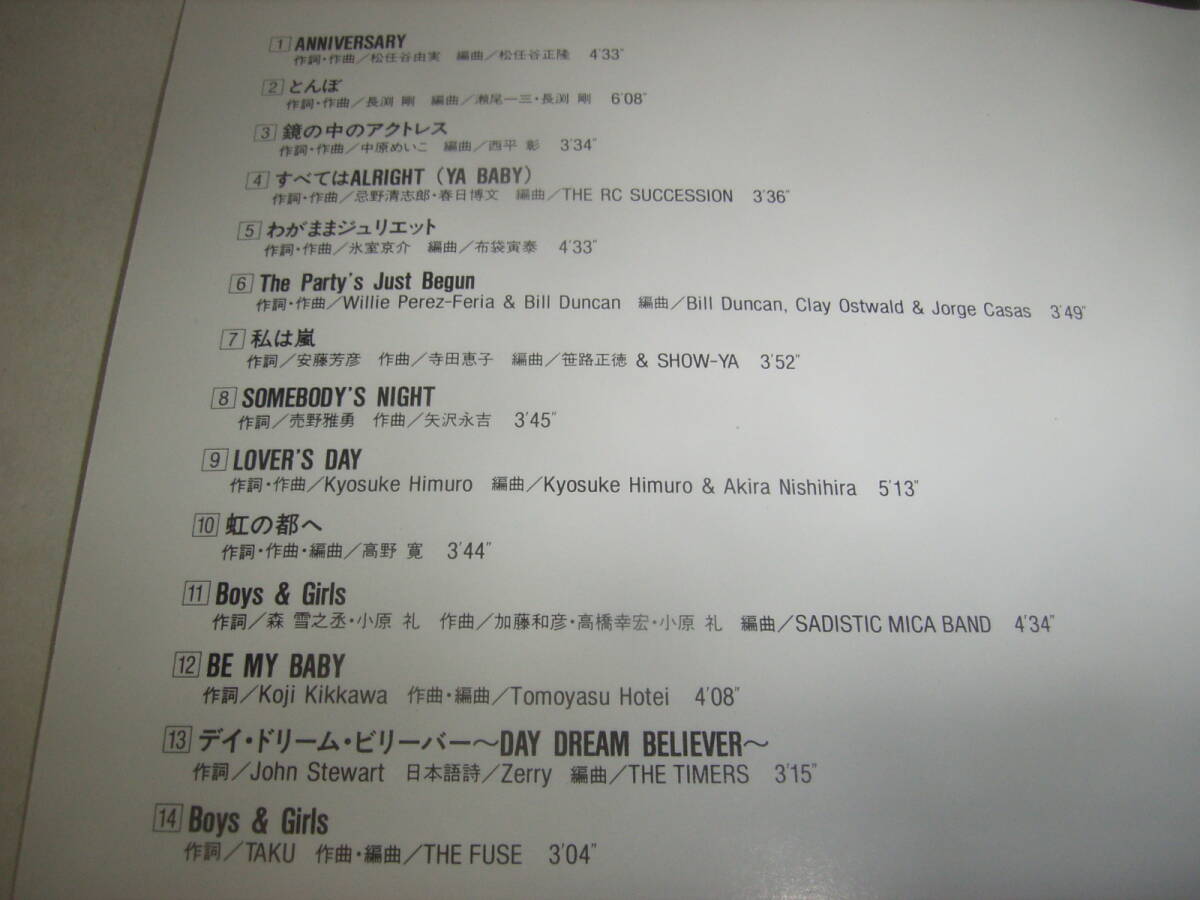 1 ANNIVERSARY
作詞・作曲／松任谷由実 編曲／松任谷正隆 4'33"
2 とんぼ
作詞・作曲／長渕 剛 編曲／瀬尾一三・長渕 剛 6'08"
3 鏡の中のアクトレス
作詞・作曲／中原めいこ 編曲／西平 彰 3'34"
4 すべてはALRIGHT（YA BABY）
作詞・作曲／忌野清志郎・春日博文 編曲／THE RC SUCCESSION 3'36"
5 わがままジュリエット
作詞・作曲／氷室京介 編曲／布袋寅泰 4'33"
6 The Party's Just Begun
作詞・作曲／Willie Perez-Feria & Bill Duncan 編曲／Bill Duncan, Clay Ostwald & Jorge Casas 3'49"
7 私は嵐
作詞／安藤芳彦 作曲／寺田恵子 編曲／笹路正徳 & SHOW-YA 3'52"
8 SOMEBODY'S NIGHT
作詞／売野雅勇 作曲／矢沢永吉 3'45"
9 LOVER'S DAY
作詞・作曲／Kyosuke Himuro 編曲／Kyosuke Himuro & Akira Nishihira 5'13"
10 虹の都へ
作詞・作曲・編曲／高野 寛 3'44"
11 Boys & Girls
作詞／森 雪之丞・小原 礼 作曲／加藤和彦・高橋幸宏・小原 礼 編曲／SADISTIC MICA BAND 4'34"
12 BE MY BABY
作詞／Koji Kikkawa 作曲・編曲／Tomoyasu Hotei 4'08"
13 デイ・ドリーム・ビリーバー〜DAY DREAM BELIEVER〜
作詞／John Stewart 日本語詩／Zerry 編曲／THE TIMERS 3'15"
14 Boys & Girls
作詞／TAKU 作曲・編曲／THE FUSE 3'04"